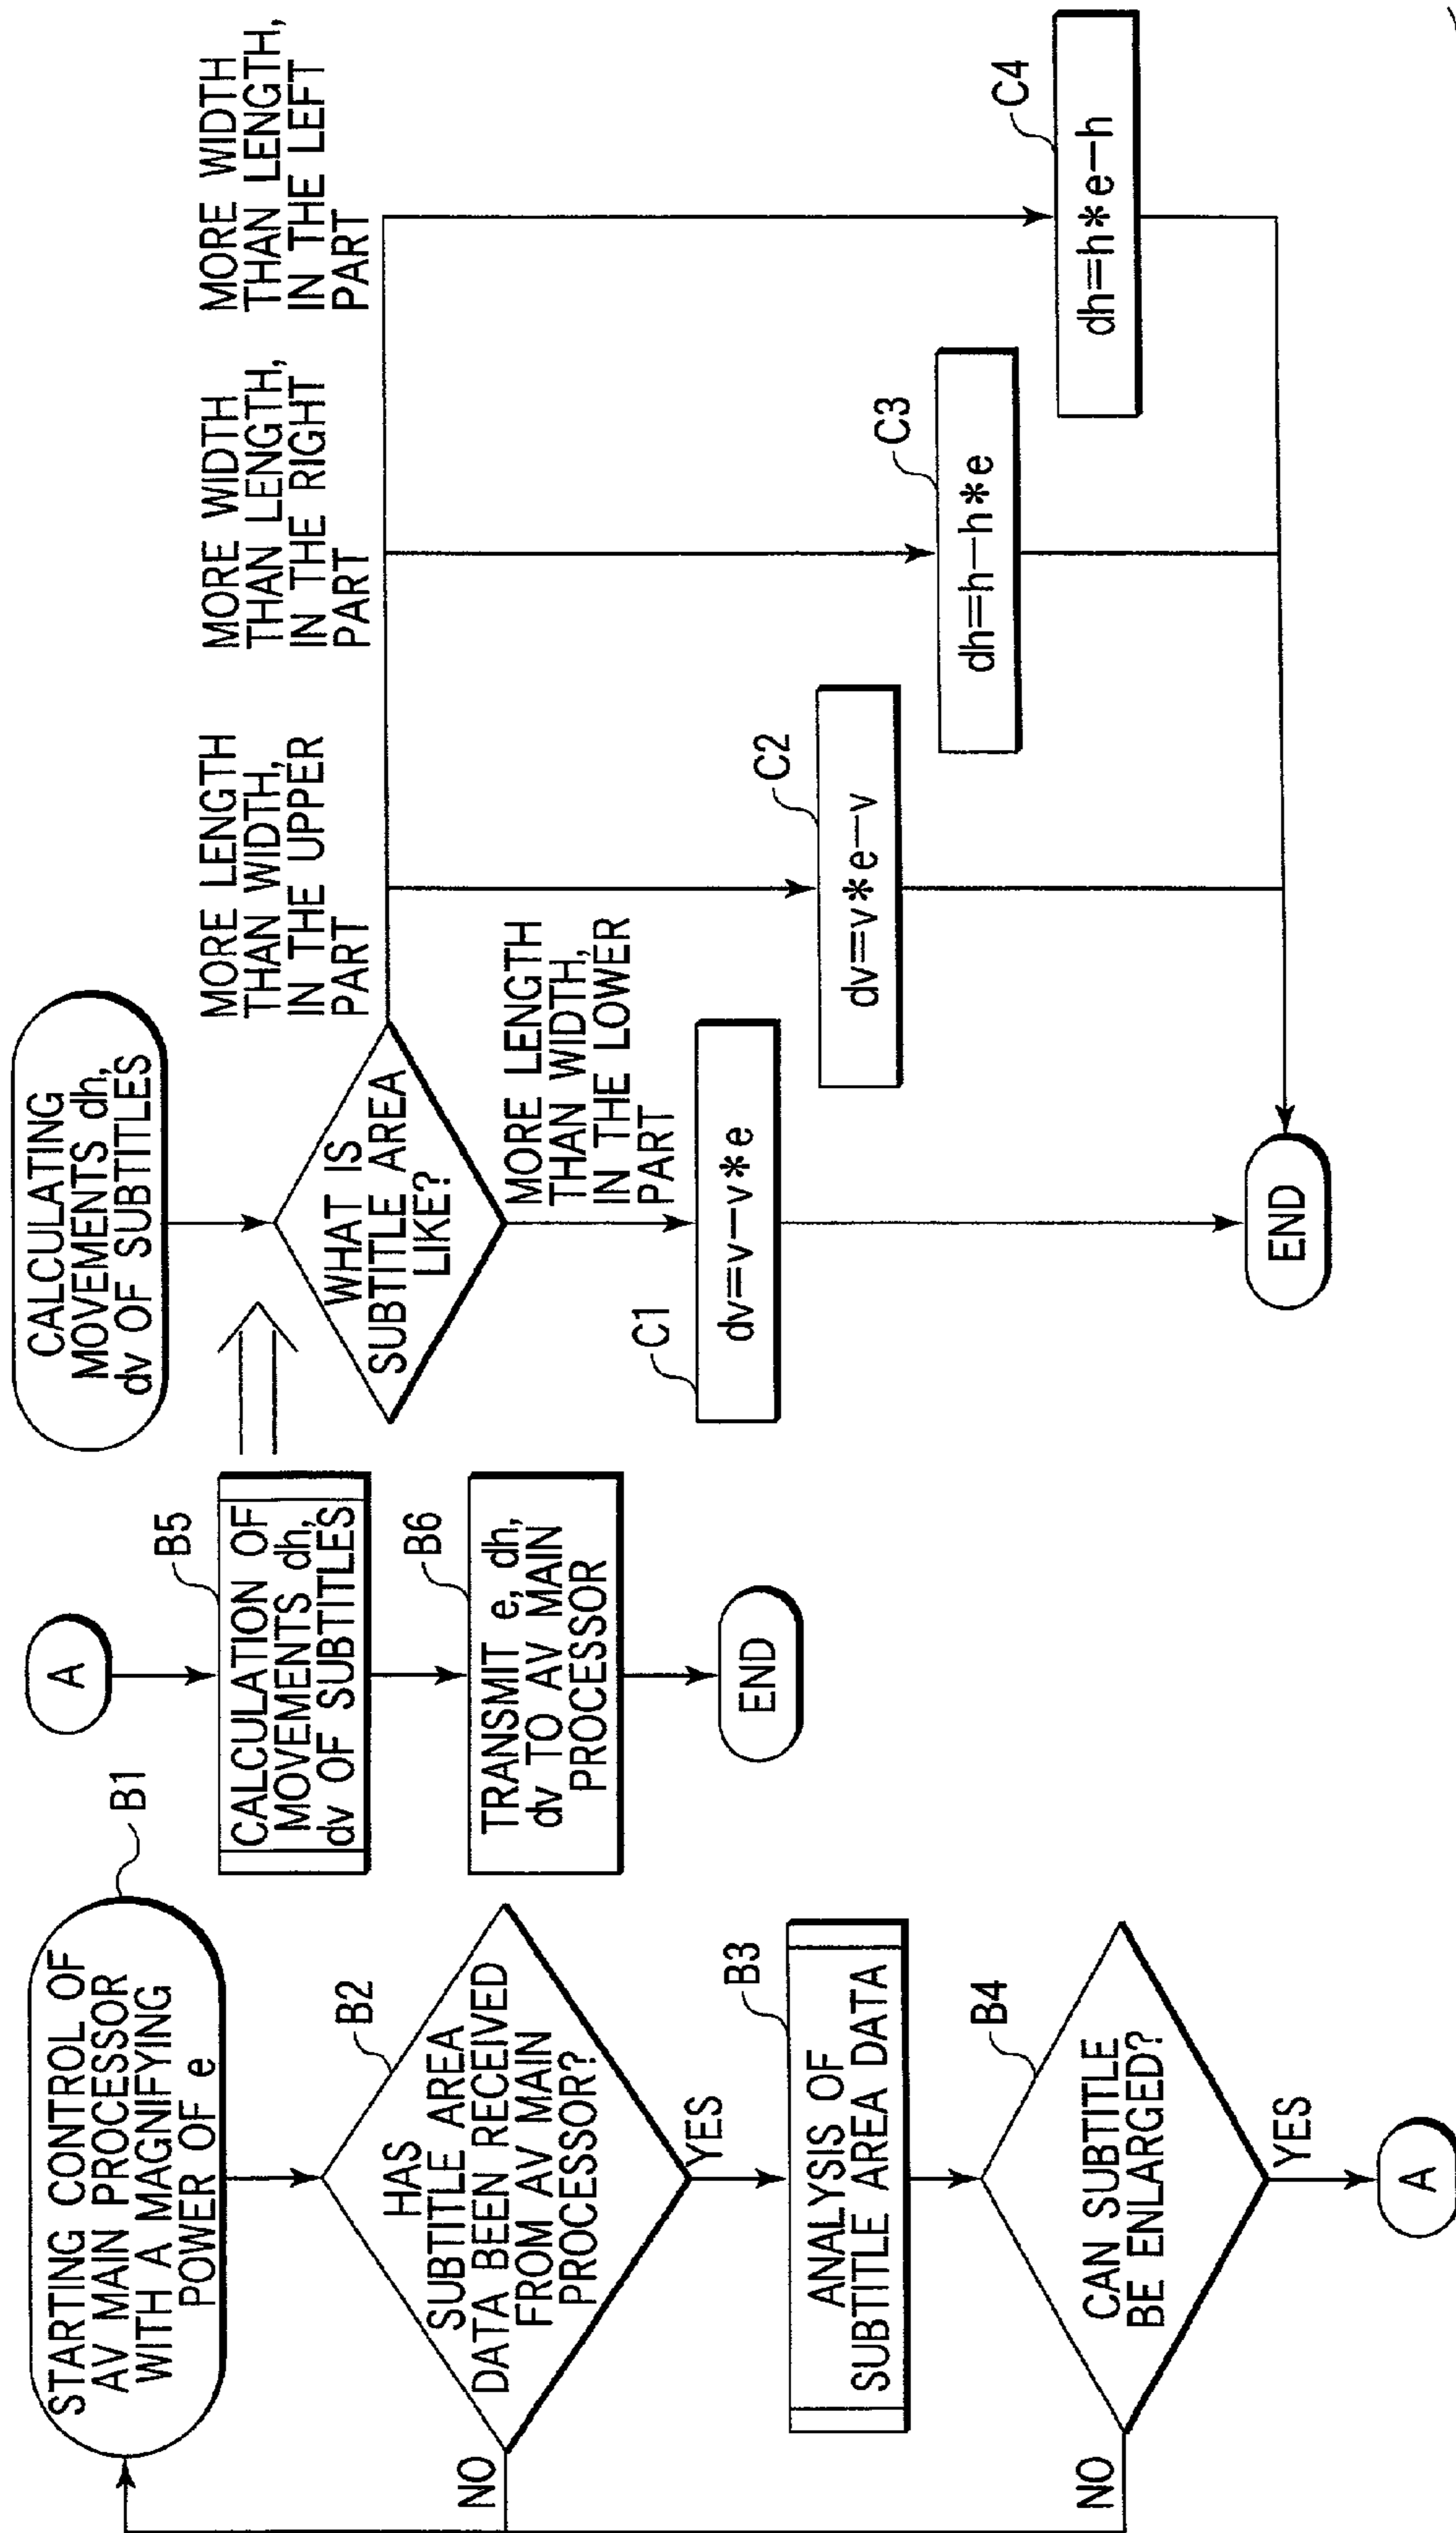 STARTING CONTROL OF
AV MAIN PROCESSOR
WITH A MAGNIFYING
POWER OF e
B1
HAS
SUBTITLE AREA
DATA BEEN RECEIVED
FROM AV MAIN
PROCESSOR?
B2
NO
YES
ANALYSIS OF
SUBTITLE AREA DATA
B3
CAN SUBTITLE
BE ENLARGED?
B4
NO
YES
A
A
CALCULATION OF
MOVEMENTS dh,
dv OF SUBTITLES
B5
TRANSMIT e, dh,
dv TO AV MAIN
PROCESSOR
B6
END
CALCULATING
MOVEMENTS dh,
dv OF SUBTITLES
WHAT IS
SUBTITLE AREA
LIKE?
MORE LENGTH
THAN WIDTH,
IN THE UPPER
PART
MORE WIDTH
THAN LENGTH,
IN THE RIGHT
PART
MORE WIDTH
THAN LENGTH,
IN THE LEFT
PART
MORE LENGTH
THAN WIDTH,
IN THE LOWER
PART
C1
dv=v-v*e
C2
dv=v*e-v
C3
dh=h-h*e
C4
dh=h*e-h
END